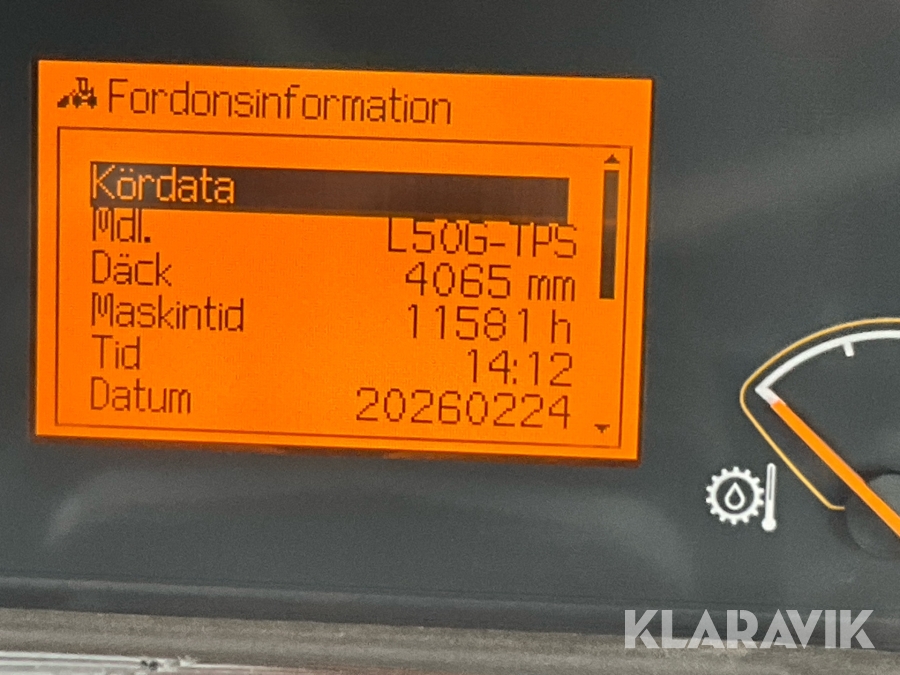 Fordonsinformation
Kördata
Mdl. L50G-TPS
Däck 4065 mm
Maskintid 11581 h
Tid 14:12
Datum 20260224
KLARAVIK